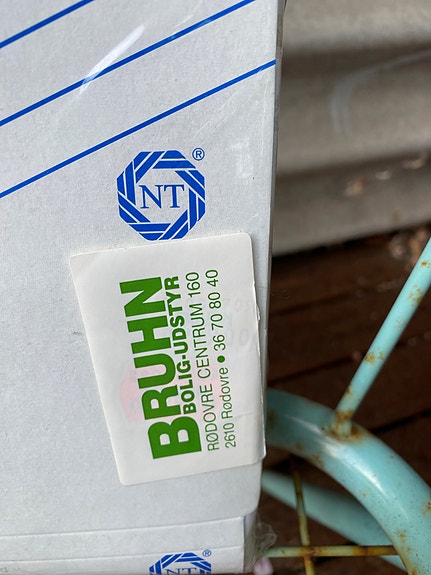 NT®
BRUHN
BOLIG-UDSTYR
RØDOVRE CENTRUM 160
2610 Rødovre • 36 70 80 40
NT®